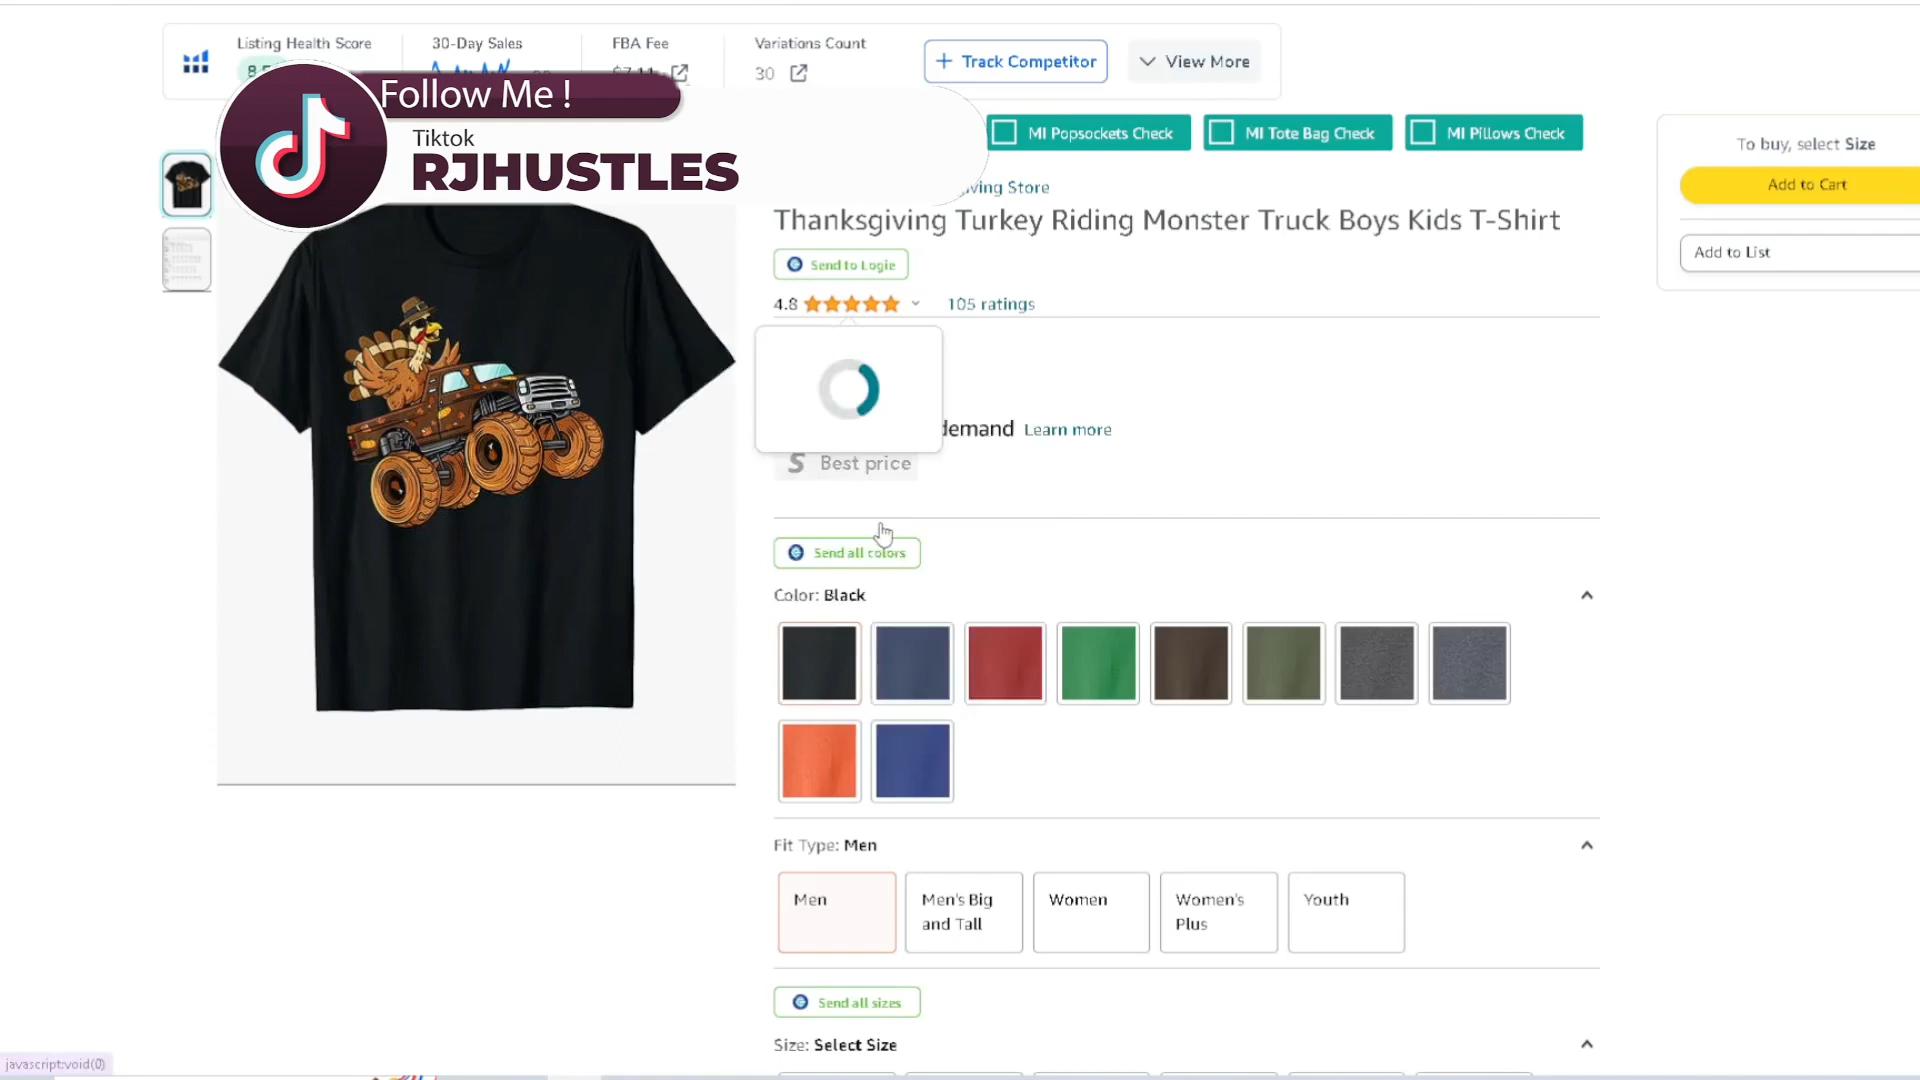 Listing Health Score
30-Day Sales
FBA Fee
Variations Count
30
+ Track Competitor
View More
Follow Me !
Tiktok
RJHUSTLES
MI Popsockets Check
MI Tote Bag Check
MI Pillows Check
To buy, select Size
Add to Cart
Add to List
Store
Thanksgiving Turkey Riding Monster Truck Boys Kids T-Shirt
Send to Logie
4.8
105 ratings
demand Learn more
Best price
Send all colors
Color: Black
Fit Type: Men
Men
Men's Big
and Tall
Women
Women's
Plus
Youth
Send all sizes
Size: Select Size
javascript:void(0)